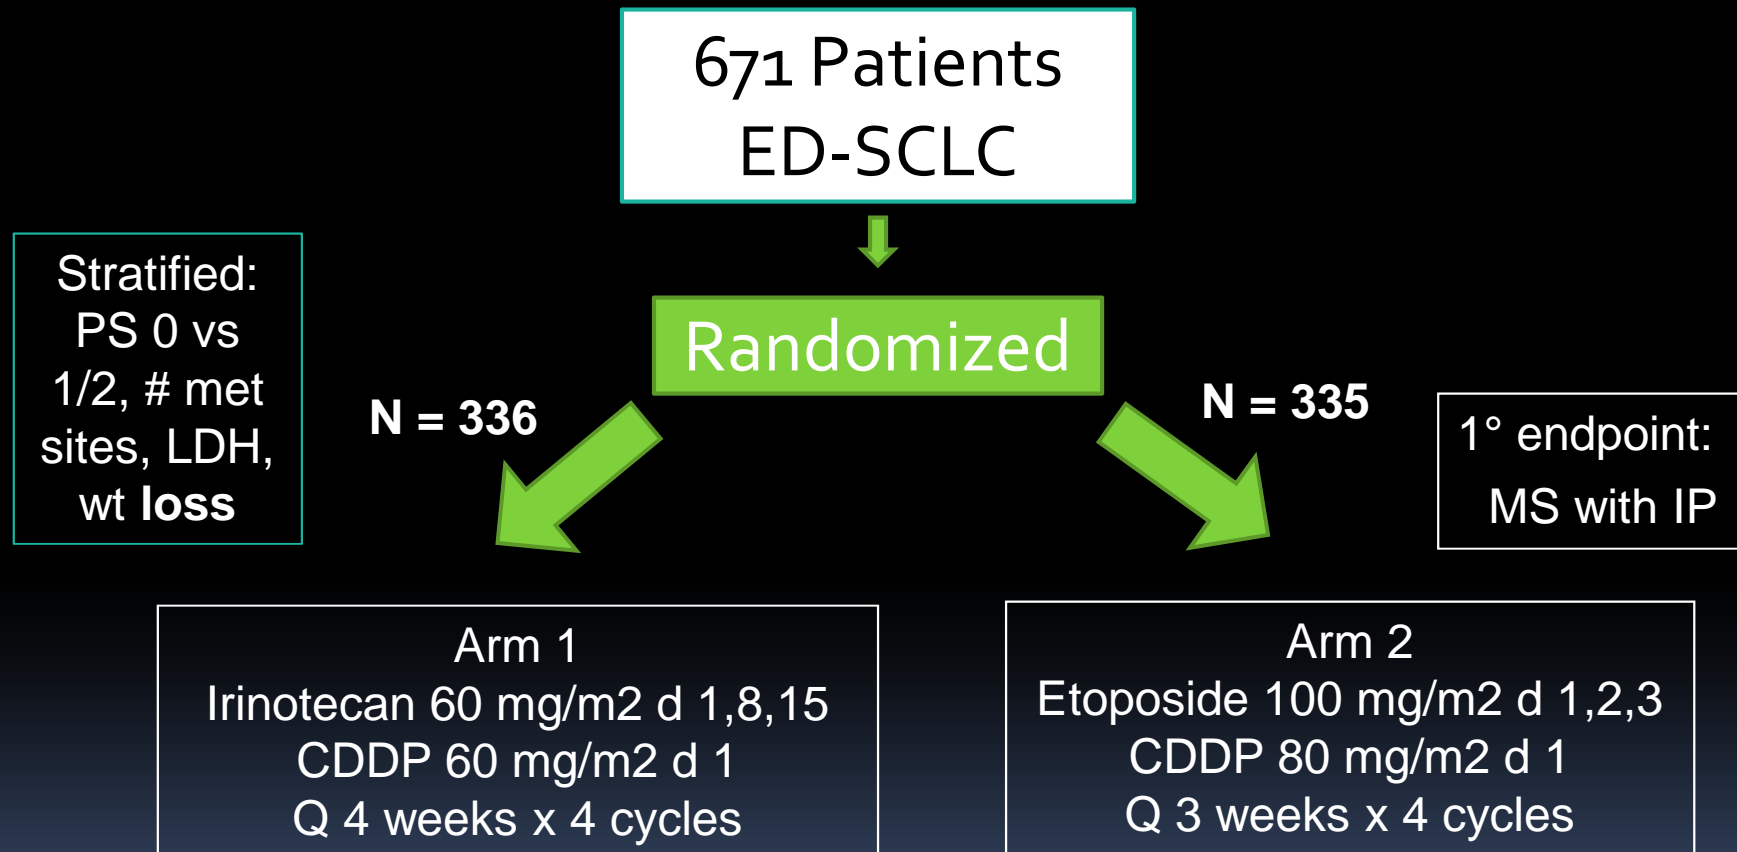 671 Patients
ED-SCLC
Stratified:
PS 0 vs
1/2, # met
sites, LDH,
wt loss
Randomized
N = 336
N = 335
1° endpoint:
MS with IP
Arm 1
Irinotecan 60 mg/m2 d 1,8,15
CDDP 60 mg/m2 d 1
Q 4 weeks x 4 cycles
Arm 2
Etoposide 100 mg/m2 d 1,2,3
CDDP 80 mg/m2 d 1
Q 3 weeks x 4 cycles